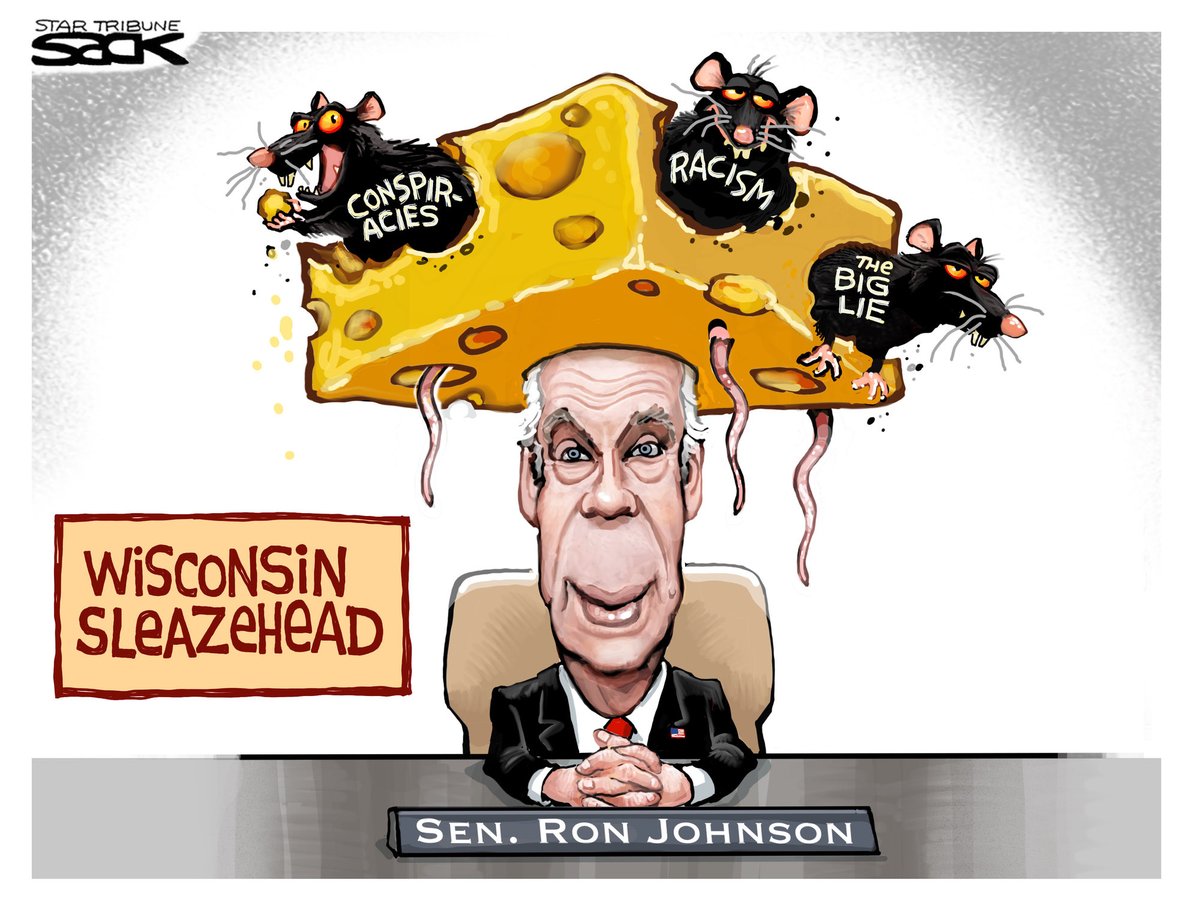 STAR TRIBUNE
SACK
CONSPIR-
ACIES
RACISM
THE
BIG
LIE
WiSCONSiN
SLeAZeHeAD
SEN. RON JOHNSON